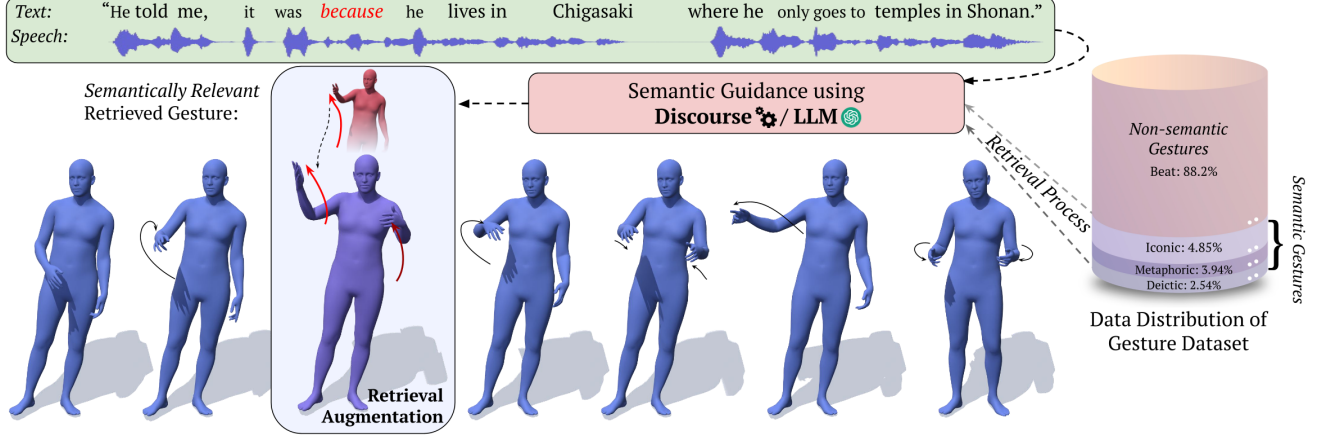 Text: "He told me, it was because he lives in Chigasaki where he only goes to temples in Shonan."
Speech:
Semantically Relevant
Retrieved Gesture:
Semantic Guidance using
Discourse / LLM
Retrieval Process
Non-semantic
Gestures
Beat: 88.2%
Iconic: 4.85%
Metaphoric: 3.94%
Deictic: 2.54%
Semantic Gestures
Data Distribution of
Gesture Dataset
Retrieval
Augmentation